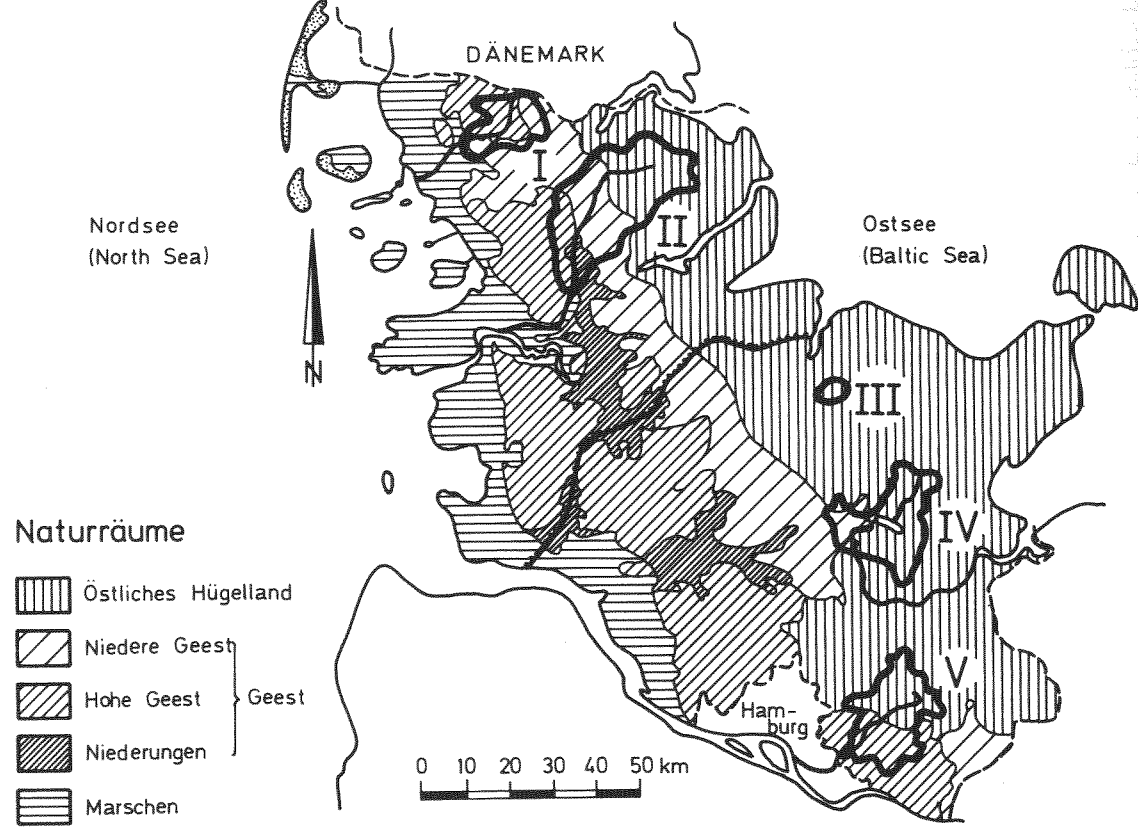 DÄNEMARK
I
Nordsee
(North Sea)
II
Ostsee
(Baltic Sea)
N
III
IV
Naturräume
Östliches Hügelland
Niedere Geest
Hohe Geest
Geest
Niederungen
Marschen
V
Ham-
burg
0 10 20 30 40 50 km